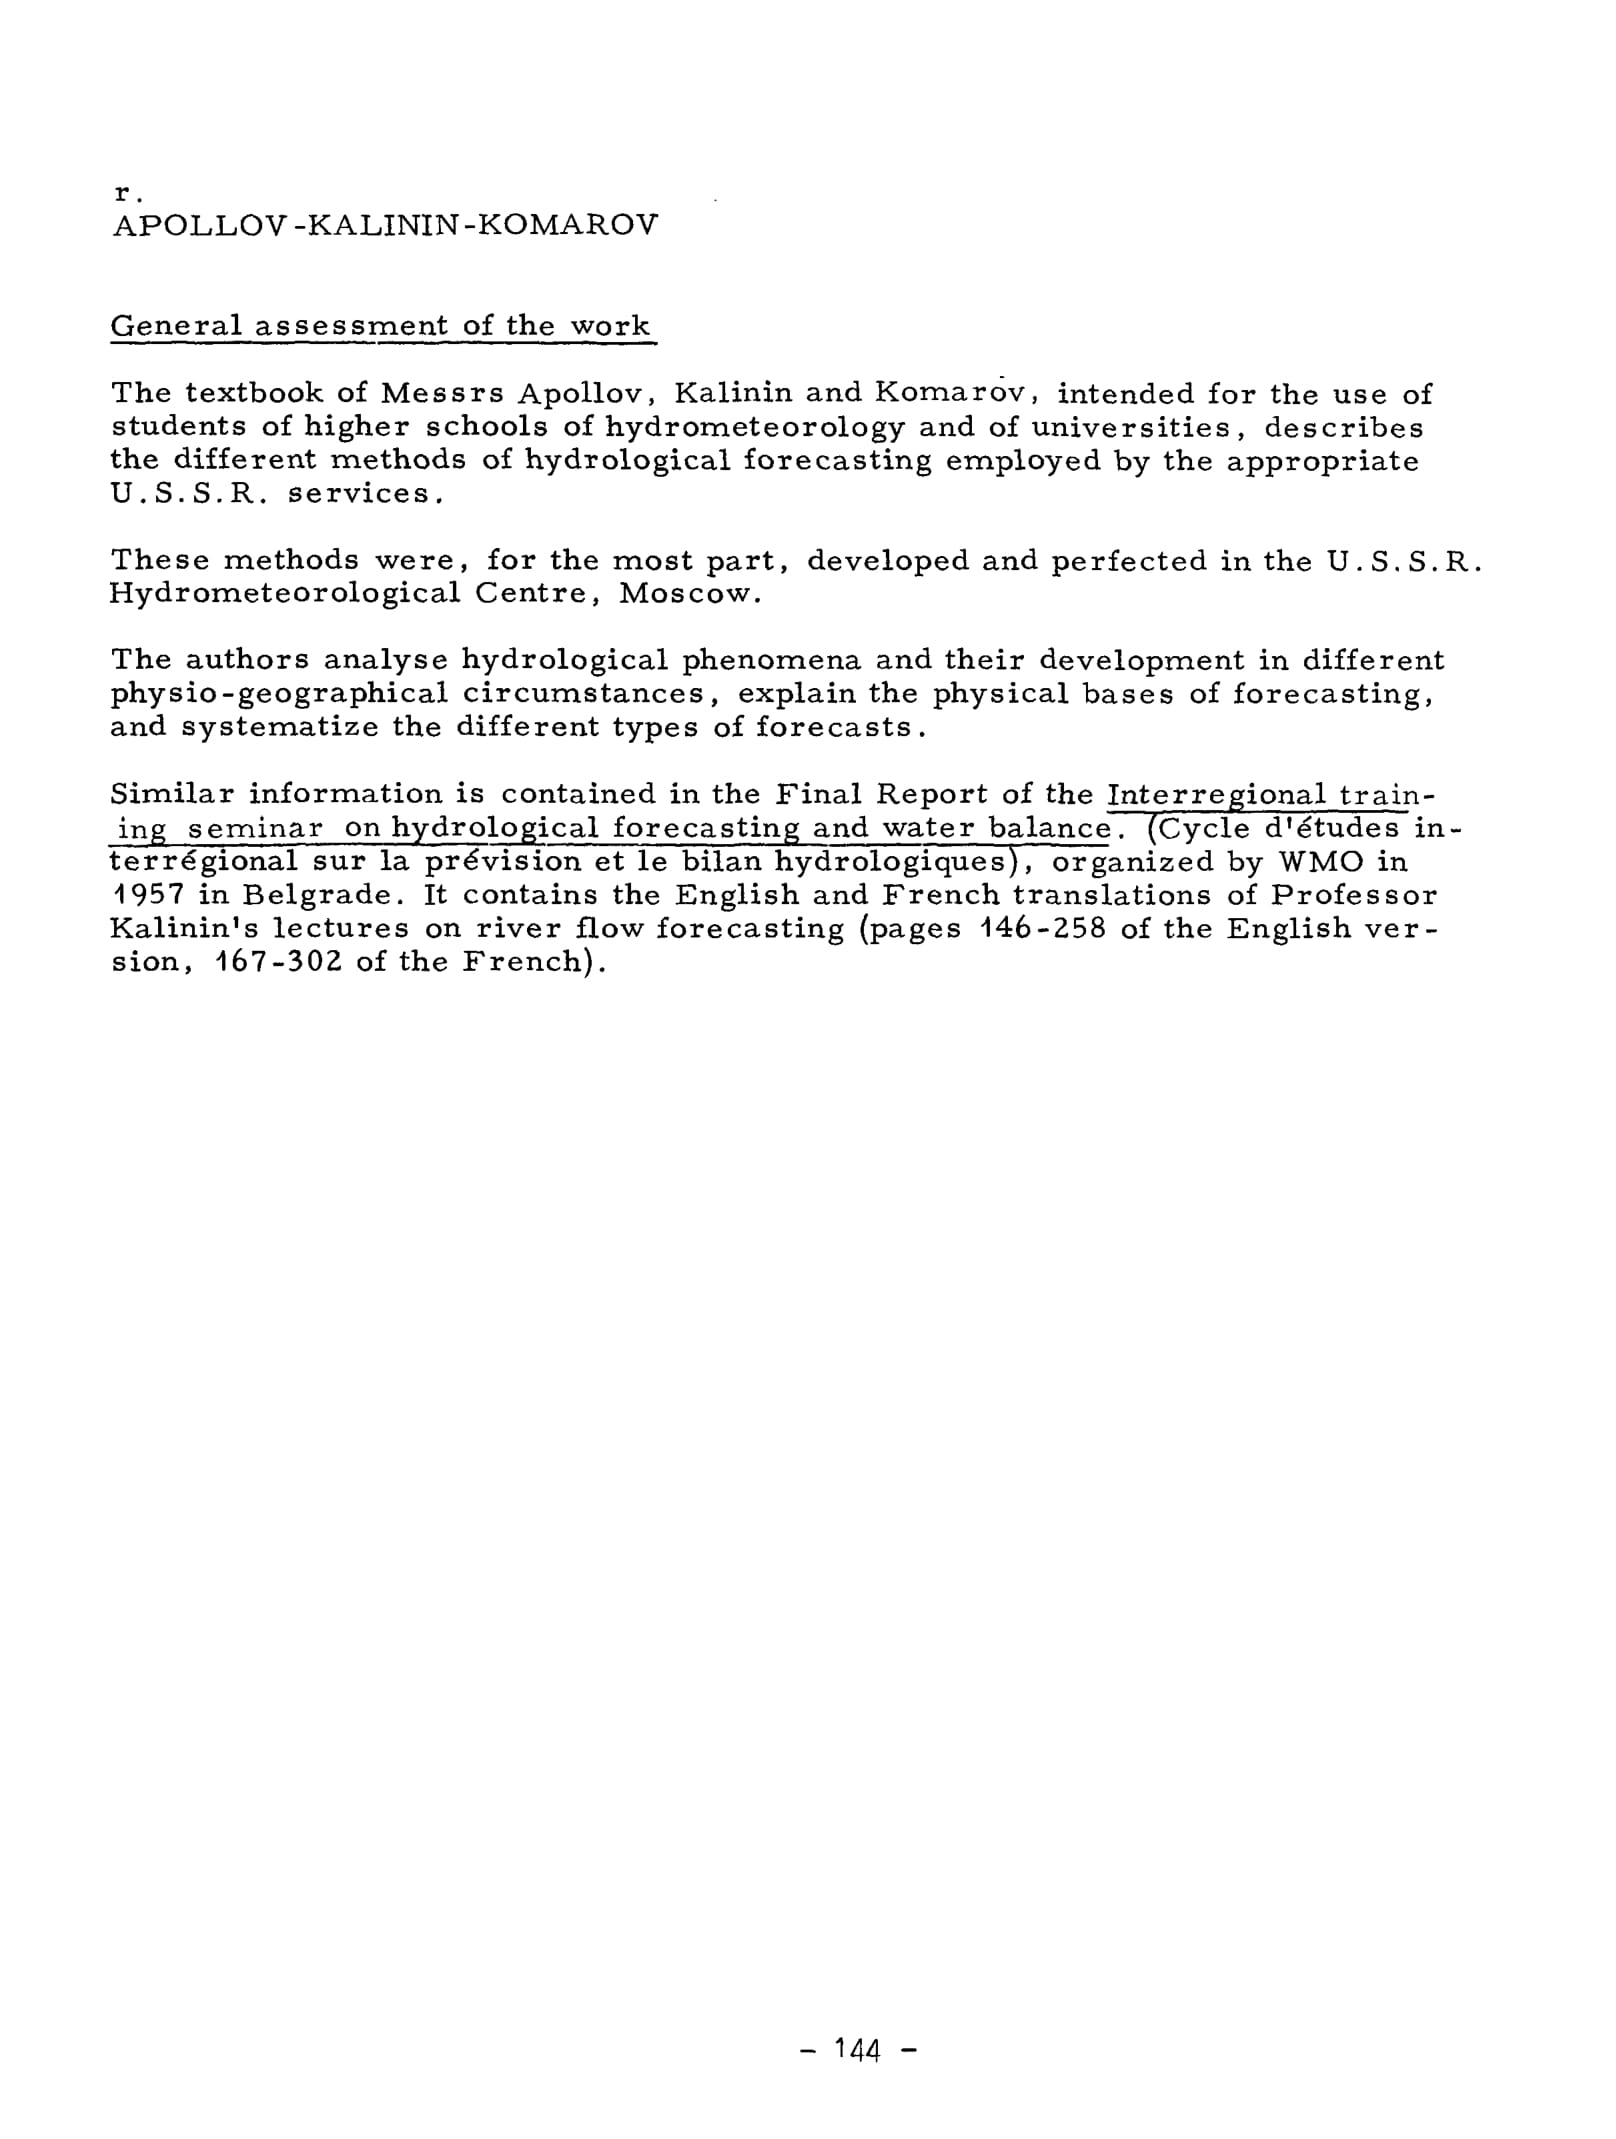 r.
APOLLOV-KALININ-KOMAROV
General assessment of the work
The textbook of Messrs Apollov, Kalinin and Komarov, intended for the use of
students of higher schools of hydrometeorology and of universities, describes
the different methods of hydrological forecasting employed by the appropriate
U.S.S.R. services.
These methods were, for the most part, developed and perfected in the U.S.S.R.
Hydrometeorological Centre, Moscow.
The authors analyse hydrological phenomena and their development in different
physio-geographical circumstances, explain the physical bases of forecasting,
and systematize the different types of forecasts.
Similar information is contained in the Final Report of the Interregional train-
ing seminar on hydrological forecasting and water balance. (Cycle d'études in-
terrégional sur la prévision et le bilan hydrologiques), organized by WMO in
1957 in Belgrade. It contains the English and French translations of Professor
Kalinin's lectures on river flow forecasting (pages 146-258 of the English ver-
sion, 167-302 of the French).
- 144 -